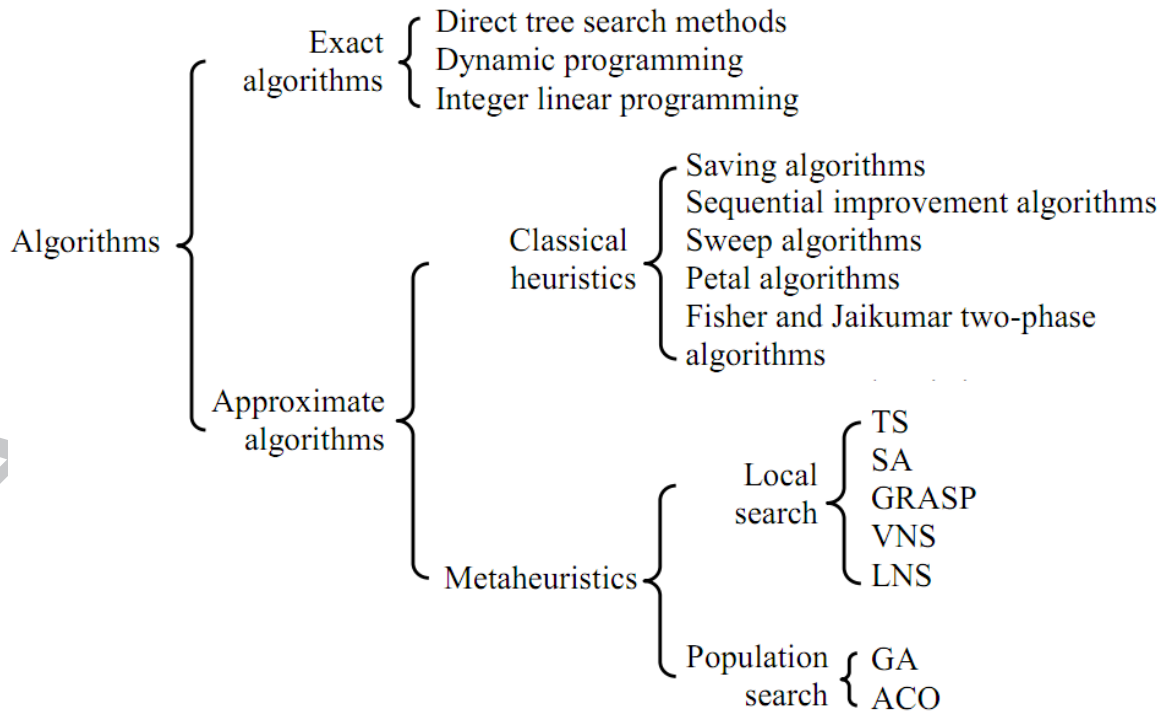 Exact
algorithms
Direct tree search methods
Dynamic programming
Integer linear programming
Algorithms
Classical
heuristics
Saving algorithms
Sequential improvement algorithms
Sweep algorithms
Petal algorithms
Fisher and Jaikumar two-phase
algorithms
Approximate
algorithms
Metaheuristics
Local
search
TS
SA
GRASP
VNS
LNS
Population
search
GA
ACO